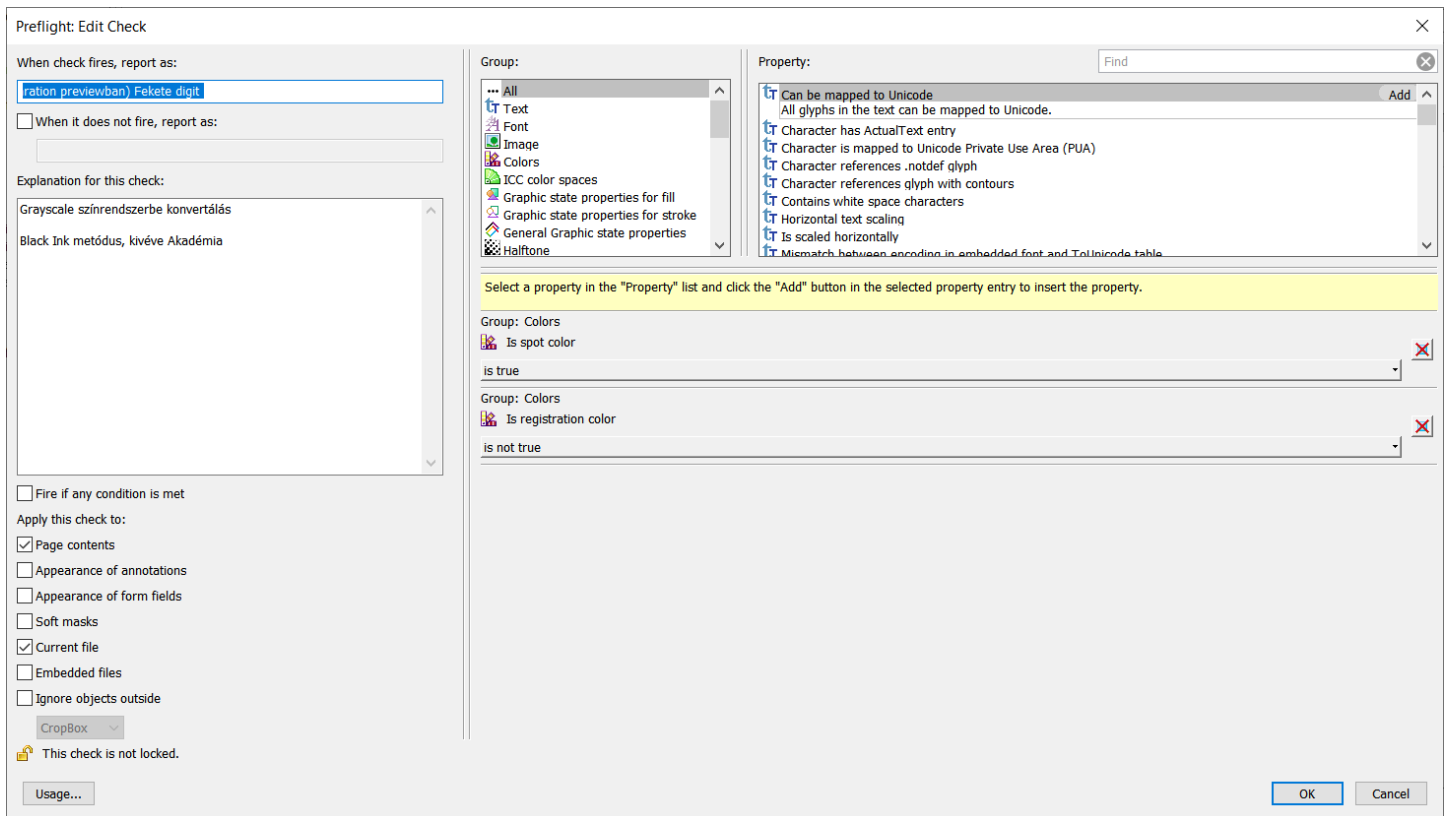 Preflight: Edit Check
When check fires, report as:
ration previewban) Fekete digit
When it does not fire, report as:
Explanation for this check:
Grayscale színrendszerbe konvertálás
Black Ink metódus, kivéve Akadémia
Fire if any condition is met
Apply this check to:
Page contents
Appearance of annotations
Appearance of form fields
Soft masks
Current file
Embedded files
Ignore objects outside
CropBox
This check is not locked.
Usage...
Group:
All
Text
Font
Image
Colors
ICC color spaces
Graphic state properties for fill
Graphic state properties for stroke
General Graphic state properties
Halftone
Property:
Find
Can be mapped to Unicode
Add
All glyphs in the text can be mapped to Unicode.
Character has ActualText entry
Character is mapped to Unicode Private Use Area (PUA)
Character references .notdef glyph
Character references glyph with contours
Contains white space characters
Horizontal text scaling
Is scaled horizontally
Mismatch between encoding in embedded font and ToUnicode table
Select a property in the "Property" list and click the "Add" button in the selected property entry to insert the property.
Group: Colors
Is spot color
is true
Group: Colors
Is registration color
is not true
OK
Cancel